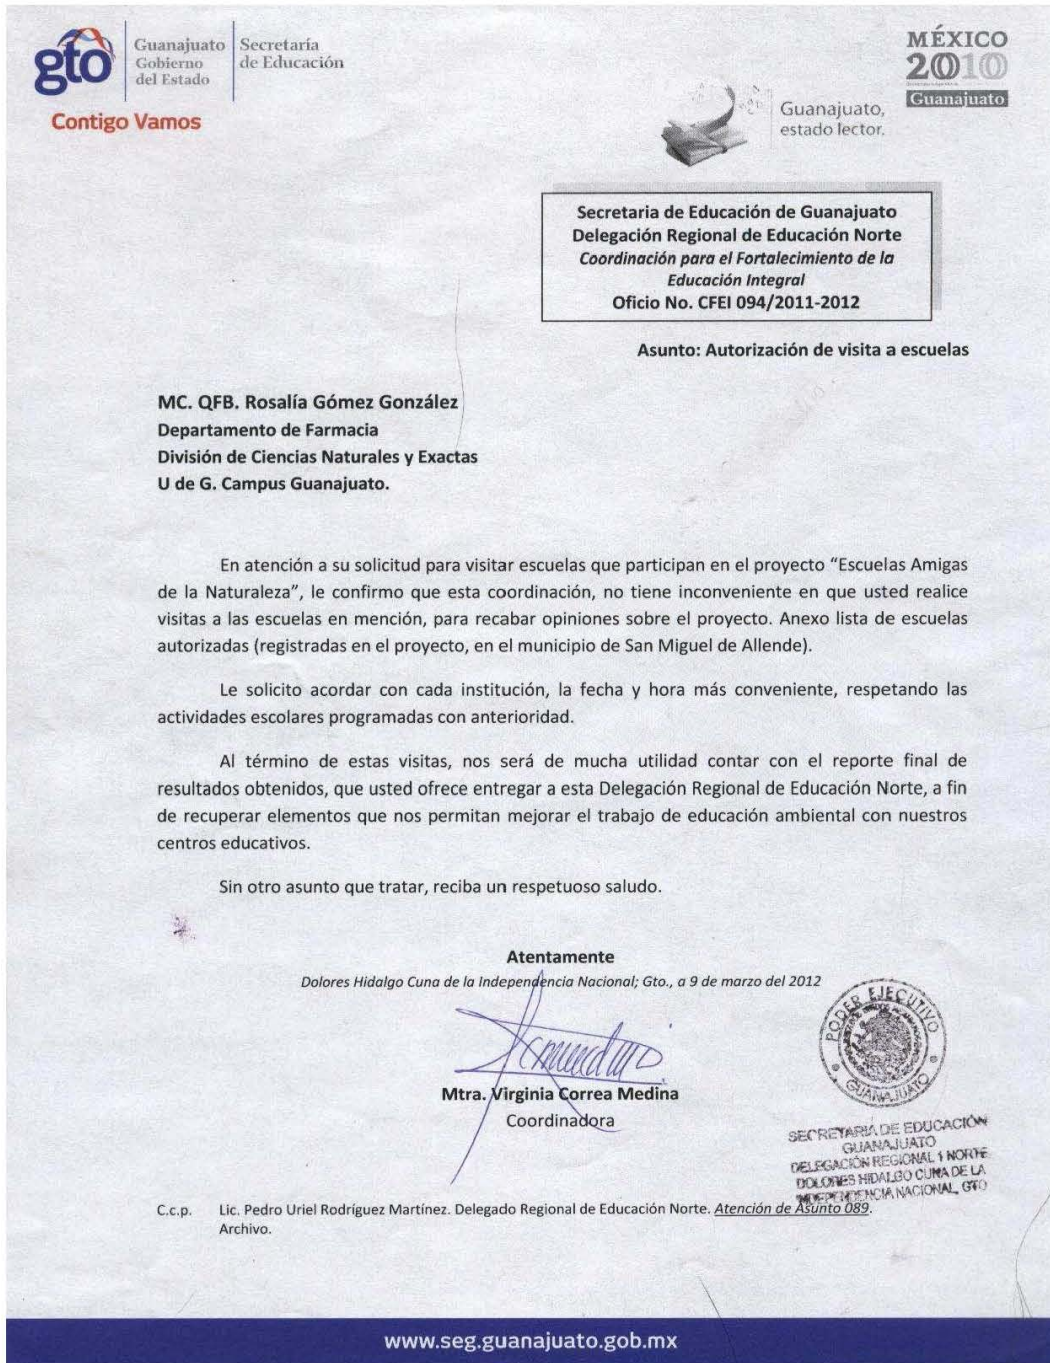 gto
Guanajuato
Gobierno
del Estado
Secretaría
de Educación
Contigo Vamos
MÉXICO
2010
Guanajuato
Guanajuato,
estado lector.
Secretaria de Educación de Guanajuato
Delegación Regional de Educación Norte
Coordinación para el Fortalecimiento de la
Educación Integral
Oficio No. CFEI 094/2011-2012
Asunto: Autorización de visita a escuelas
MC. QFB. Rosalía Gómez González
Departamento de Farmacia
División de Ciencias Naturales y Exactas
U de G. Campus Guanajuato.
En atención a su solicitud para visitar escuelas que participan en el proyecto “Escuelas Amigas
de la Naturaleza”, le confirmo que esta coordinación, no tiene inconveniente en que usted realice
visitas a las escuelas en mención, para recabar opiniones sobre el proyecto. Anexo lista de escuelas
autorizadas (registradas en el proyecto, en el municipio de San Miguel de Allende).
Le solicito acordar con cada institución, la fecha y hora más conveniente, respetando las
actividades escolares programadas con anterioridad.
Al término de estas visitas, nos será de mucha utilidad contar con el reporte final de
resultados obtenidos, que usted ofrece entregar a esta Delegación Regional de Educación Norte, a fin
de recuperar elementos que nos permitan mejorar el trabajo de educación ambiental con nuestros
centros educativos.
Sin otro asunto que tratar, reciba un respetuoso saludo.
Atentamente
Dolores Hidalgo Cuna de la Independencia Nacional; Gto., a 9 de marzo del 2012
Mtra. Virginia Correa Medina
Coordinadora
PODER EJECUTIVO
GUANAJUATO
SECRETARIA DE EDUCACIÓN
GUANAJUATO
DELEGACIÓN REGIONAL 1 NORTE
DOLORES HIDALGO CUNA DE LA
INDEPENDENCIA NACIONAL, GTO
C.c.p. Lic. Pedro Uriel Rodríguez Martínez. Delegado Regional de Educación Norte. Atención de Asunto 089.
Archivo.
www.seg.guanajuato.gob.mx